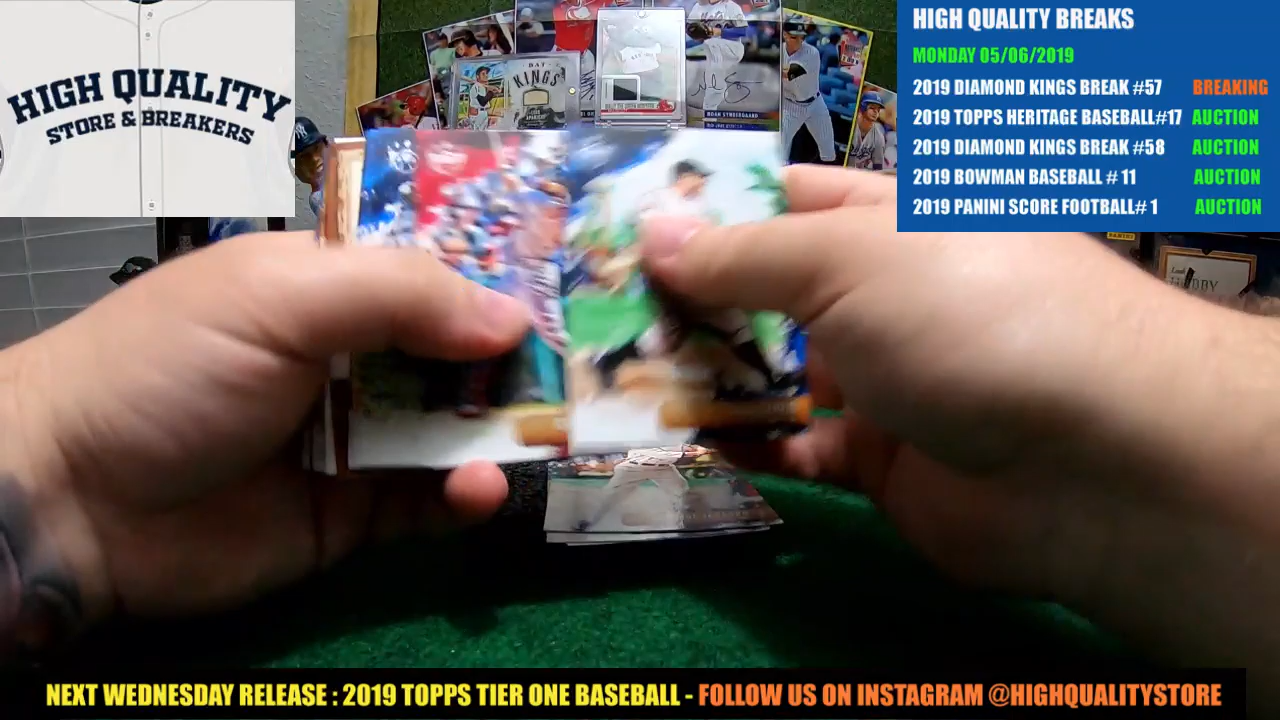 HIGH QUALITY
STORE & BREAKERS
HIGH QUALITY BREAKS
MONDAY 05/06/2019
2019 DIAMOND KINGS BREAK #57 BREAKING
2019 TOPPS HERITAGE BASEBALL#17 AUCTION
2019 DIAMOND KINGS BREAK #58 AUCTION
2019 BOWMAN BASEBALL # 11 AUCTION
2019 PANINI SCORE FOOTBALL# 1 AUCTION
BAT
KINGS
NOAH SYNDERGAARD
PANINI
NEXT WEDNESDAY RELEASE : 2019 TOPPS TIER ONE BASEBALL - FOLLOW US ON INSTAGRAM @HIGHQUALITYSTORE